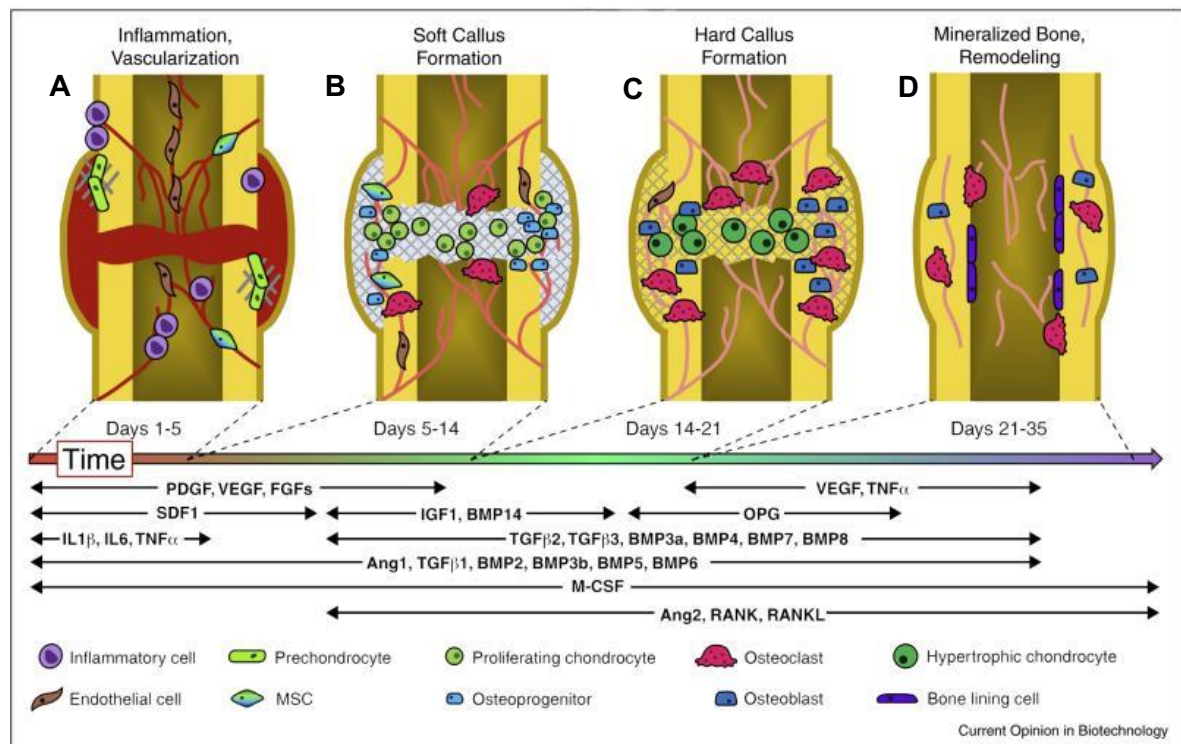 Inflammation,
Vascularization
Soft Callus
Formation
Hard Callus
Formation
Mineralized Bone,
Remodeling
A
B
C
D
Days 1-5
Days 5-14
Days 14-21
Days 21-35
Time
PDGF, VEGF, FGFs
VEGF, TNFα
SDF1
IGF1, BMP14
OPG
IL1β, IL6, TNFα
TGFβ2, TGFβ3, BMP3a, BMP4, BMP7, BMP8
Ang1, TGFβ1, BMP2, BMP3b, BMP5, BMP6
M-CSF
Ang2, RANK, RANKL
Inflammatory cell
Prechondrocyte
Proliferating chondrocyte
Osteoclast
Hypertrophic chondrocyte
Endothelial cell
MSC
Osteoprogenitor
Osteoblast
Bone lining cell
Current Opinion in Biotechnology